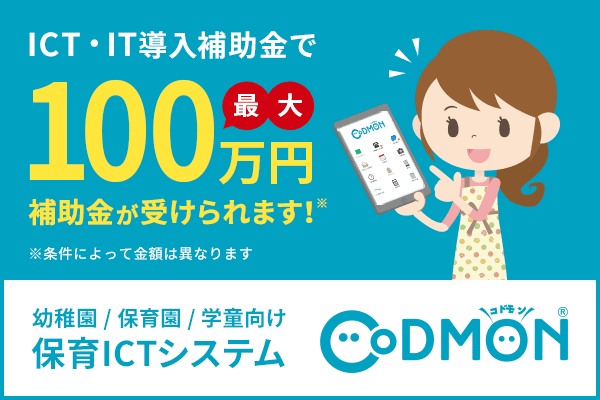 ICT・IT導入補助金で
最大
100万円
補助金が受けられます!※
※条件によって金額は異なります
CoDMON
幼稚園 / 保育園 / 学童向け
保育ICTシステム
コドモン
CoDMON®